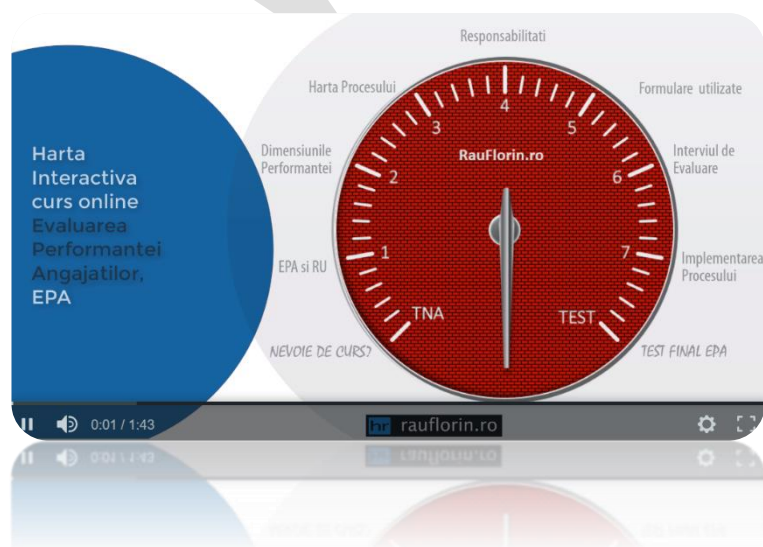 Harta
Interactiva
curs online
Evaluarea
Performantei
Angajatilor,
EPA
Responsabilitati
Harta Procesului
Formulare utilizate
Dimensiunile
Performantei
Interviul de
Evaluare
EPA si RU
Implementarea
Procesului
NEVOIE DE CURS?
TEST FINAL EPA
RauFlorin.ro
TNA
1
2
3
4
5
6
7
TEST
0:01 / 1:43
hr rauflorin.ro